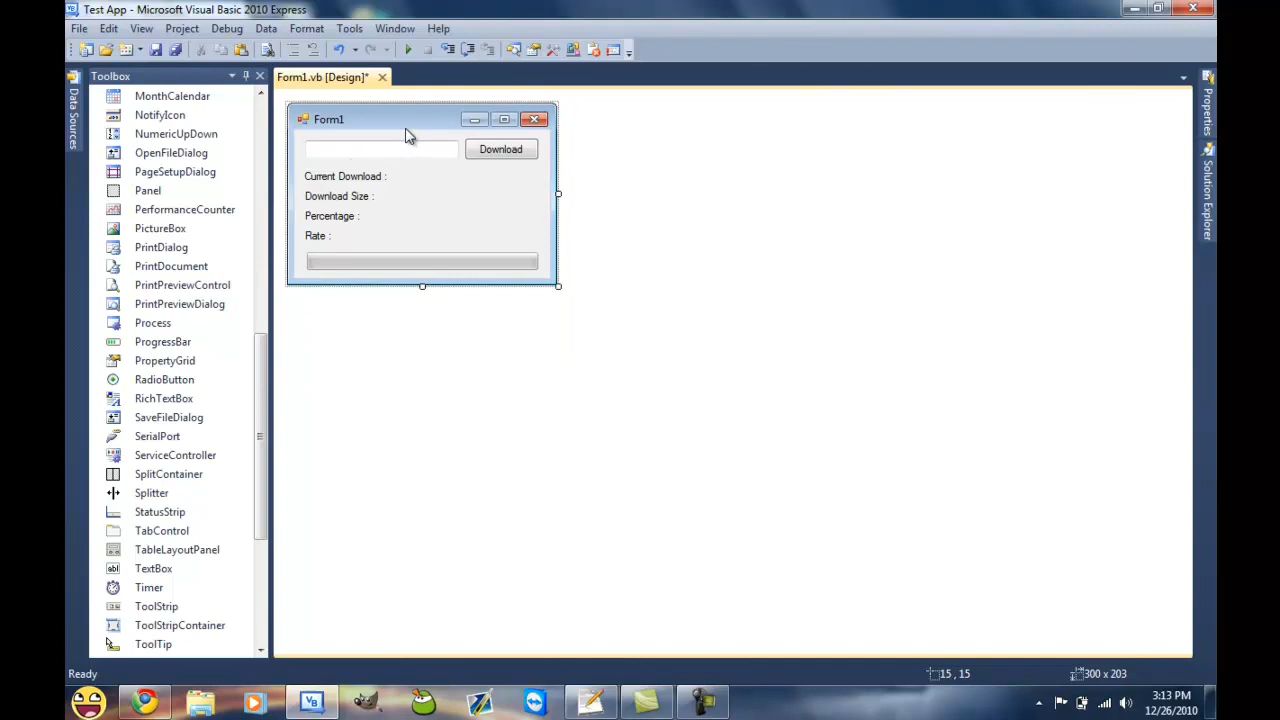 Test App - Microsoft Visual Basic 2010 Express
File Edit View Project Debug Data Format Tools Window Help
Toolbox
Form1.vb [Design]*
Data Sources
Properties
Solution Explorer
MonthCalendar
NotifyIcon
NumericUpDown
OpenFileDialog
PageSetupDialog
Panel
PerformanceCounter
PictureBox
PrintDialog
PrintDocument
PrintPreviewControl
PrintPreviewDialog
Process
ProgressBar
PropertyGrid
RadioButton
RichTextBox
SaveFileDialog
SerialPort
ServiceController
SplitContainer
Splitter
StatusStrip
TabControl
TableLayoutPanel
TextBox
Timer
ToolStrip
ToolStripContainer
ToolTip
Form1
Download
Current Download :
Download Size :
Percentage :
Rate :
Ready
15 , 15
300 x 203
3:13 PM
12/26/2010